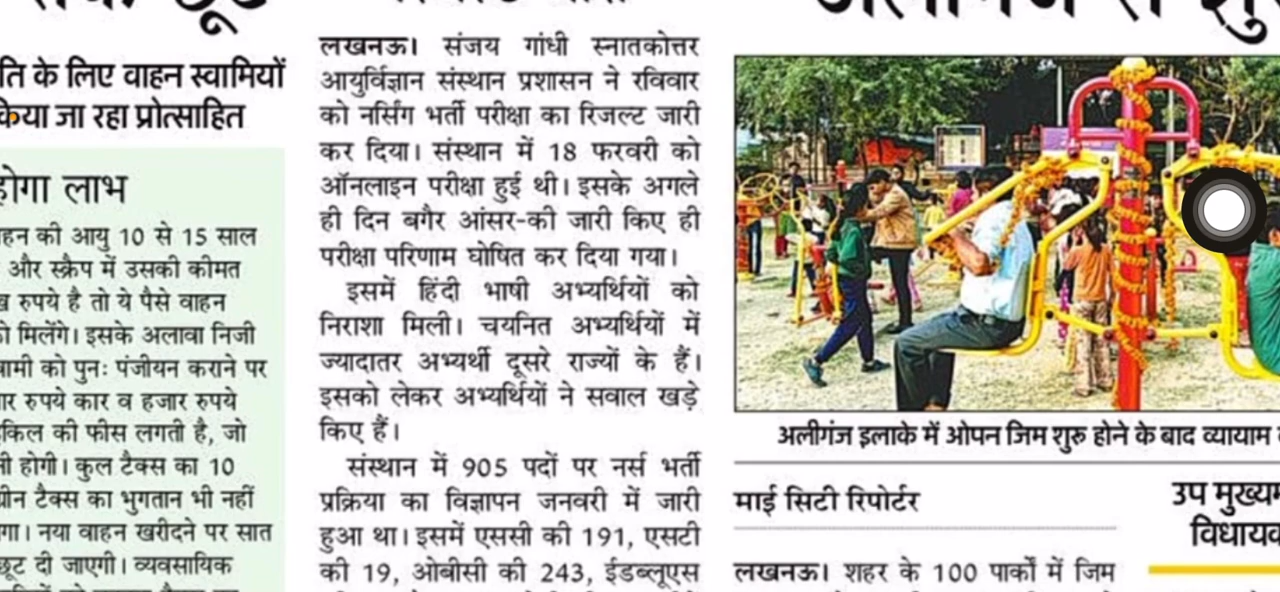 ति के लिए वाहन स्वामियों
किया जा रहा प्रोत्साहित
होगा लाभ
हन की आयु 10 से 15 साल
और स्क्रैप में उसकी कीमत
रुपये है तो ये पैसे वाहन
मिलेंगे। इसके अलावा निजी
को पुनः पंजीयन कराने पर
रुपये कार व हजार रुपये
की फीस लगती है, जो
होगी। कुल टैक्स का 10
टैक्स का भुगतान भी नहीं
नया वाहन खरीदने पर सात
छूट दी जाएगी। व्यवसायिक
लखनऊ। संजय गांधी स्नातकोत्तर
आयुर्विज्ञान संस्थान प्रशासन ने रविवार
को नर्सिंग भर्ती परीक्षा का रिजल्ट जारी
कर दिया। संस्थान में 18 फरवरी को
ऑनलाइन परीक्षा हुई थी। इसके अगले
ही दिन बगैर आंसर-की जारी किए ही
परीक्षा परिणाम घोषित कर दिया गया।
इसमें हिंदी भाषी अभ्यर्थियों को
निराशा मिली। चयनित अभ्यर्थियों में
ज्यादातर अभ्यर्थी दूसरे राज्यों के हैं।
इसको लेकर अभ्यर्थियों ने सवाल खड़े
किए हैं।
संस्थान में 905 पदों पर नर्स भर्ती
प्रक्रिया का विज्ञापन जनवरी में जारी
हुआ था। इसमें एससी की 191, एसटी
की 19, ओबीसी की 243, ईडब्लूएस
अलीगंज इलाके में ओपन जिम शुरू होने के बाद व्यायाम
माई सिटी रिपोर्टर
लखनऊ। शहर के 100 पार्कों में जिम
उप मुख्यम
विधायक